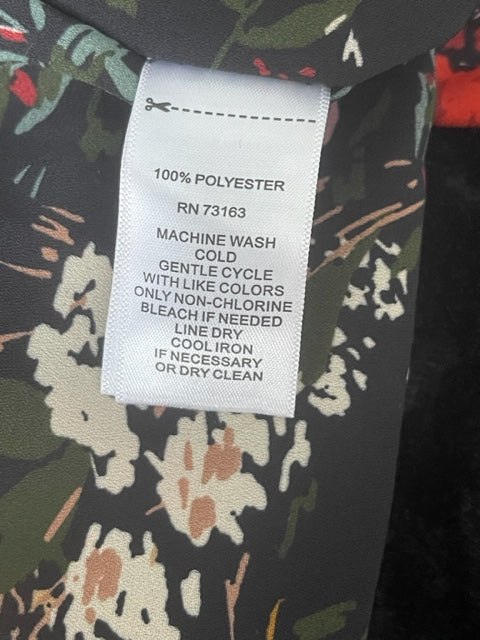 100% POLYESTER
RN 73163
MACHINE WASH
COLD
GENTLE CYCLE
WITH LIKE COLORS
ONLY NON-CHLORINE
BLEACH IF NEEDED
LINE DRY
COOL IRON
IF NECESSARY
OR DRY CLEAN